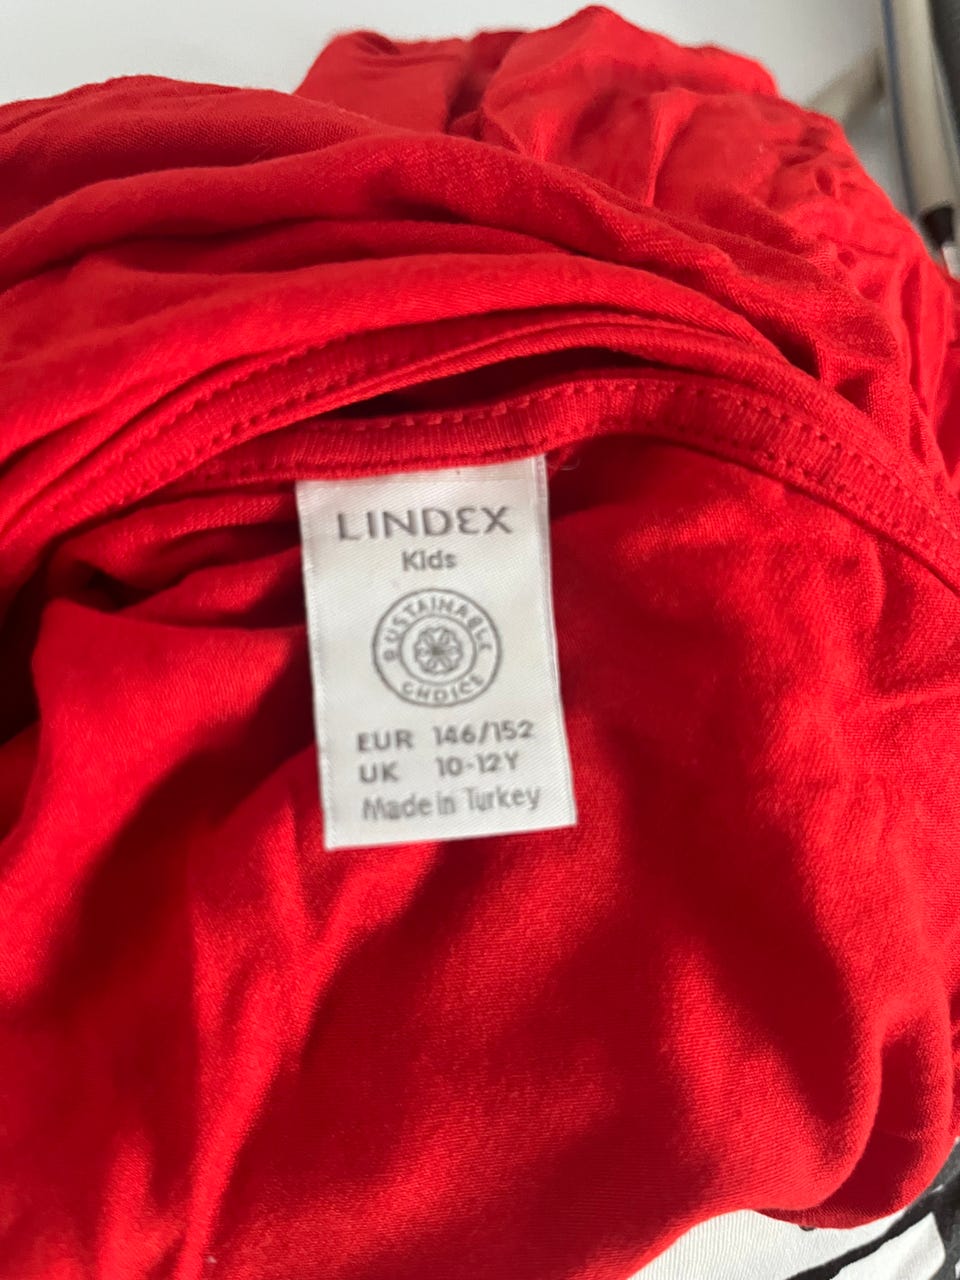 LINDEX
Kids
SUSTAINABLE
CHOICE
EUR 146/152
UK 10-12Y
Made in Turkey